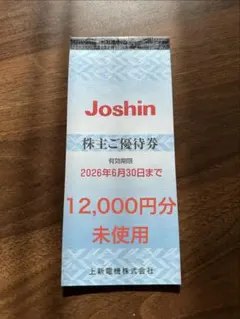 Joshin
株主ご優待券
有効期限
2026年6月30日まで
12,000円分
未使用
上新電機株式会社